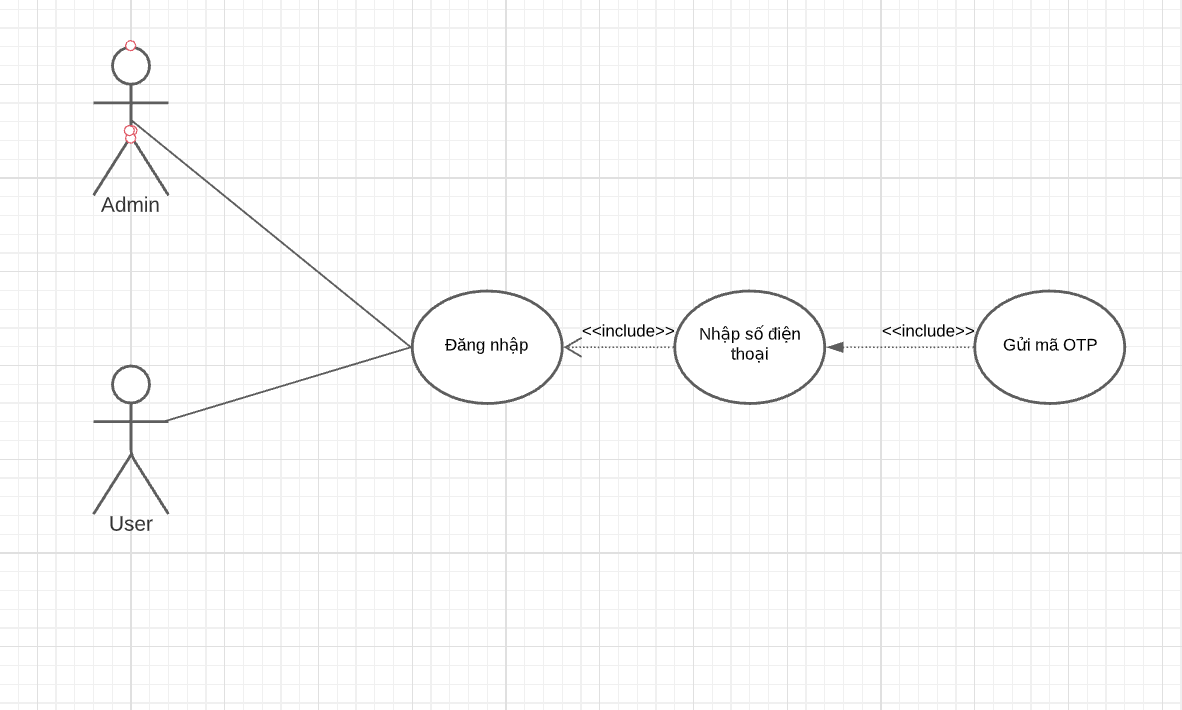 Admin
<<include>>
<<include>>
Đăng nhập
Nhập số điện
thoại
Gửi mã OTP
User